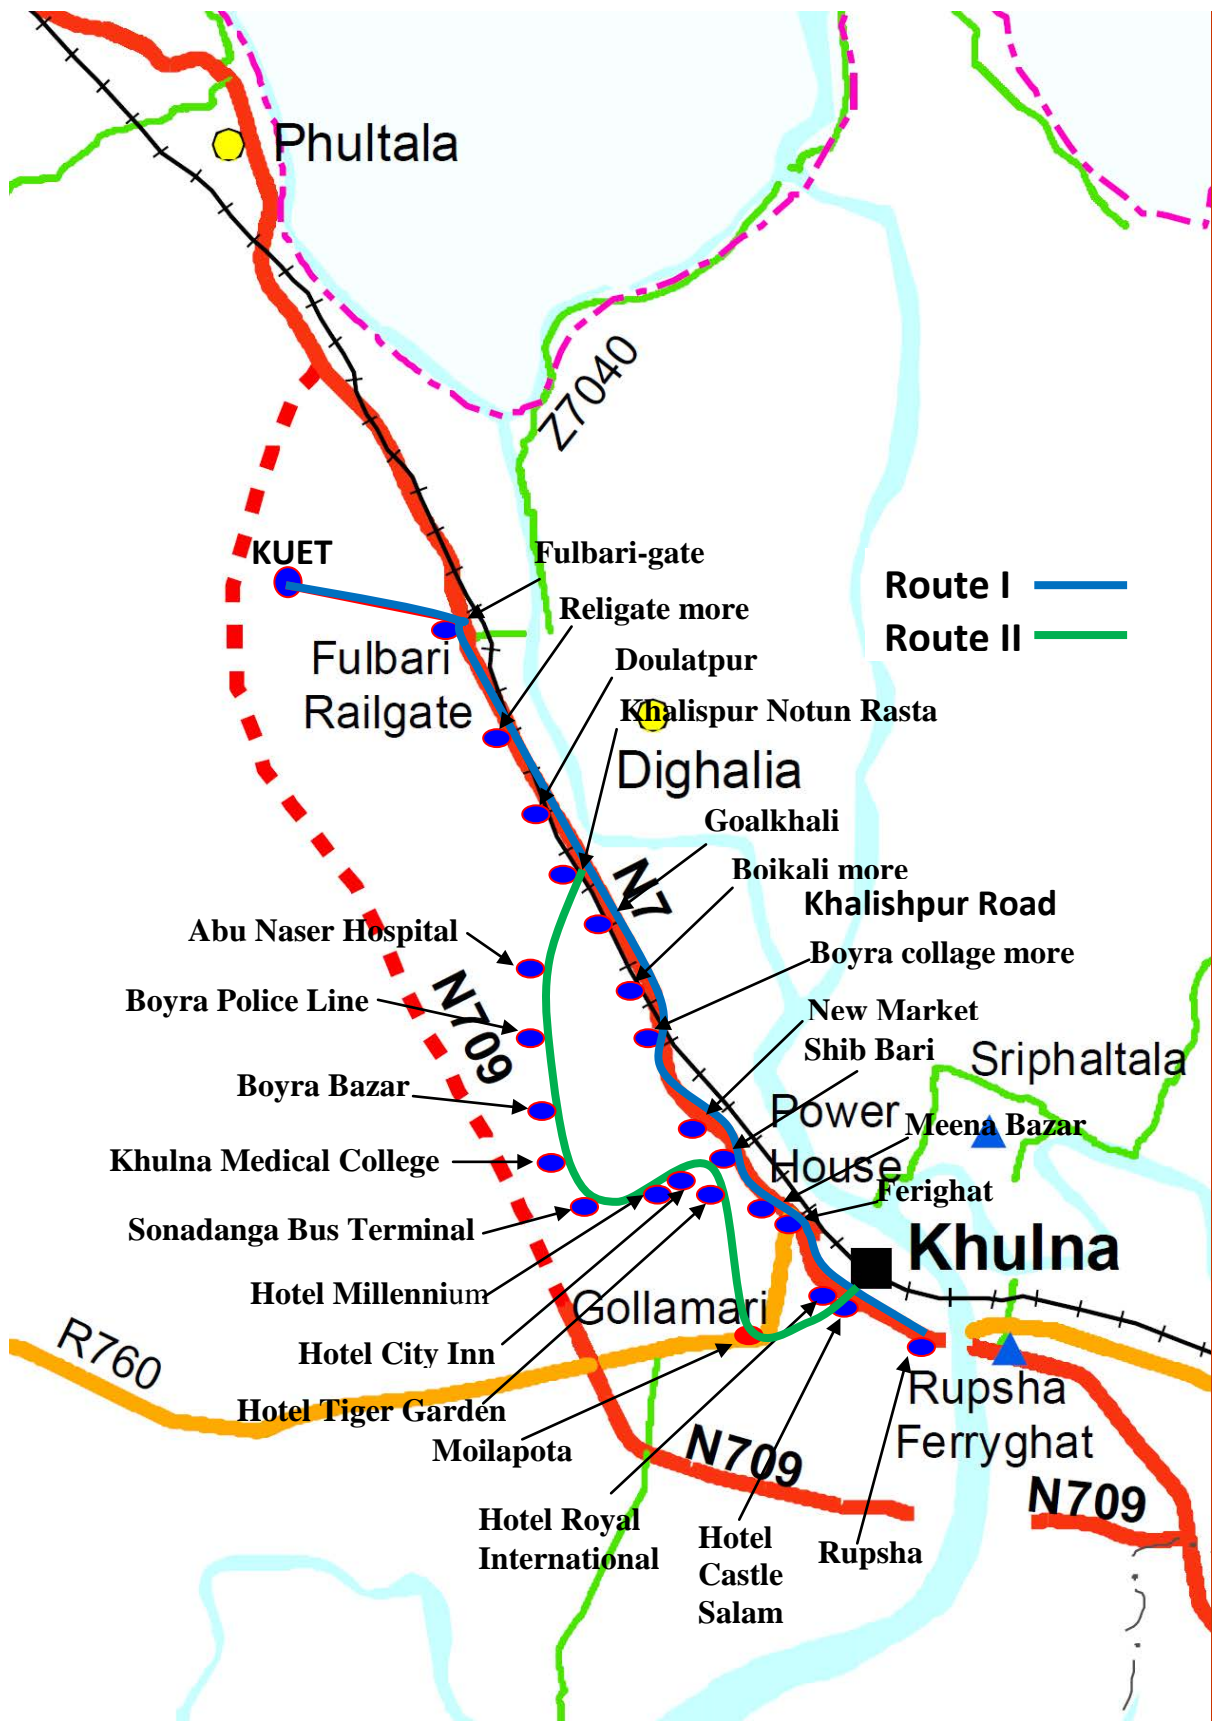 Phultala
Z7040
KUET
Fulbari-gate
Route I
Religate more
Route II
Fulbari
Railgate
Doulatpur
Khalispur Notun Rasta
Dighalia
Goalkhali
N7
Boikali more
Khalishpur Road
Abu Naser Hospital
Boyra collage more
Boyra Police Line
N709
New Market
Shib Bari
Sriphaltala
Boyra Bazar
Power
House
Meena Bazar
Khulna Medical College
Ferighat
Sonadanga Bus Terminal
Khulna
Hotel Millennium
Gollamari
R760
Hotel City Inn
Rupsha
Ferryghat
Hotel Tiger Garden
Moilapota
N709
N709
Hotel Royal
International
Hotel
Castle
Salam
Rupsha